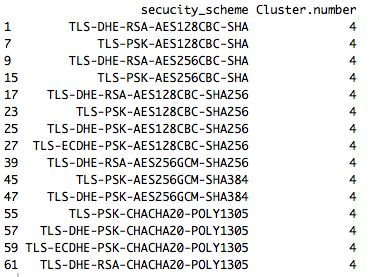 secucity_scheme Cluster.number
1 TLS-DHE-RSA-AES128CBC-SHA 4
7 TLS-PSK-AES128CBC-SHA 4
9 TLS-DHE-RSA-AES256CBC-SHA 4
15 TLS-PSK-AES256CBC-SHA 4
17 TLS-DHE-RSA-AES128CBC-SHA256 4
23 TLS-PSK-AES128CBC-SHA256 4
25 TLS-DHE-PSK-AES128CBC-SHA256 4
27 TLS-ECDHE-PSK-AES128CBC-SHA256 4
39 TLS-DHE-RSA-AES256GCM-SHA256 4
45 TLS-PSK-AES256GCM-SHA384 4
47 TLS-DHE-PSK-AES256GCM-SHA384 4
55 TLS-PSK-CHACHA20-POLY1305 4
57 TLS-DHE-PSK-CHACHA20-POLY1305 4
59 TLS-ECDHE-PSK-CHACHA20-POLY1305 4
61 TLS-DHE-RSA-CHACHA20-POLY1305 4